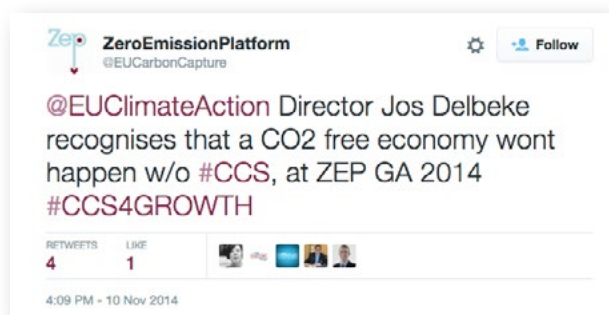 Zep
ZeroEmissionPlatform
@EUCarbonCapture
Follow
@EUClimateAction Director Jos Delbeke
recognises that a CO2 free economy wont
happen w/o #CCS, at ZEP GA 2014
#CCS4GROWTH
RETWEETS LIKE
4 1
4:09 PM - 10 Nov 2014